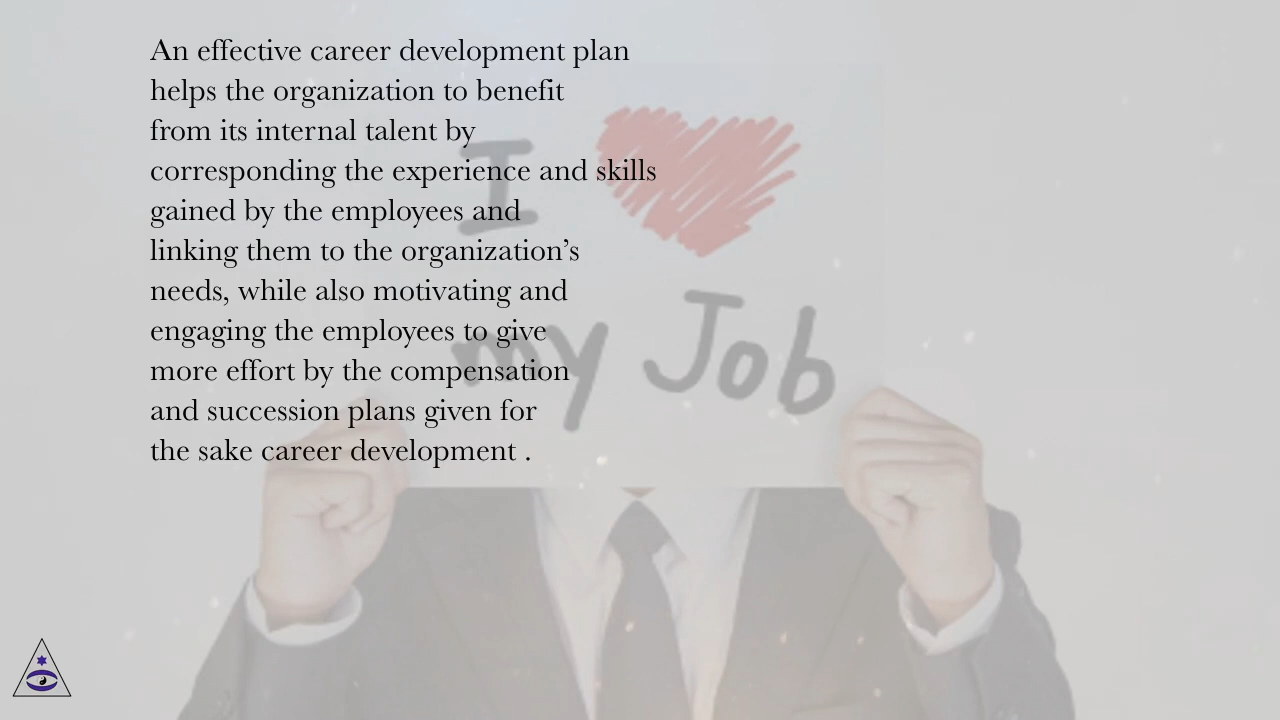 An effective career development plan
helps the organization to benefit
from its internal talent by
corresponding the experience and skills
gained by the employees and
linking them to the organization’s
needs, while also motivating and
engaging the employees to give
more effort by the compensation
and succession plans given for
the sake career development .
I
my Job